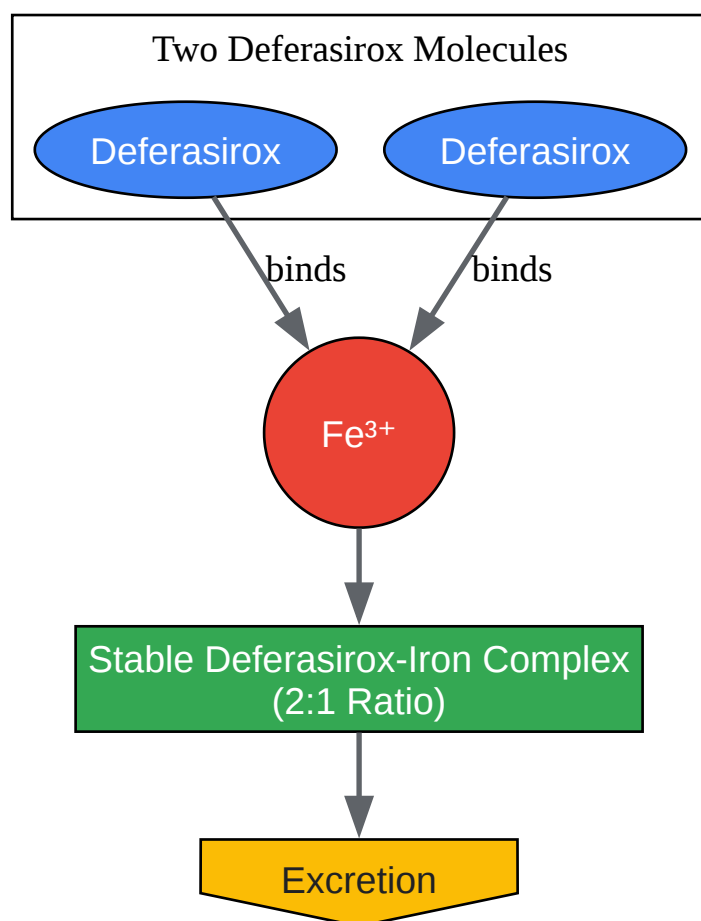 Two Deferasirox Molecules
Deferasirox
Deferasirox
binds
binds
Fe³⁺
Stable Deferasirox-Iron Complex
(2:1 Ratio)
Excretion